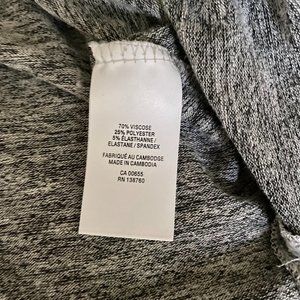 70% VISCOSE
25% POLYESTER
5% ÉLASTHANNE /
ELASTANE / SPANDEX
FABRIQUÉ AU CAMBODGE
MADE IN CAMBODIA
CA 00655
RN 138760